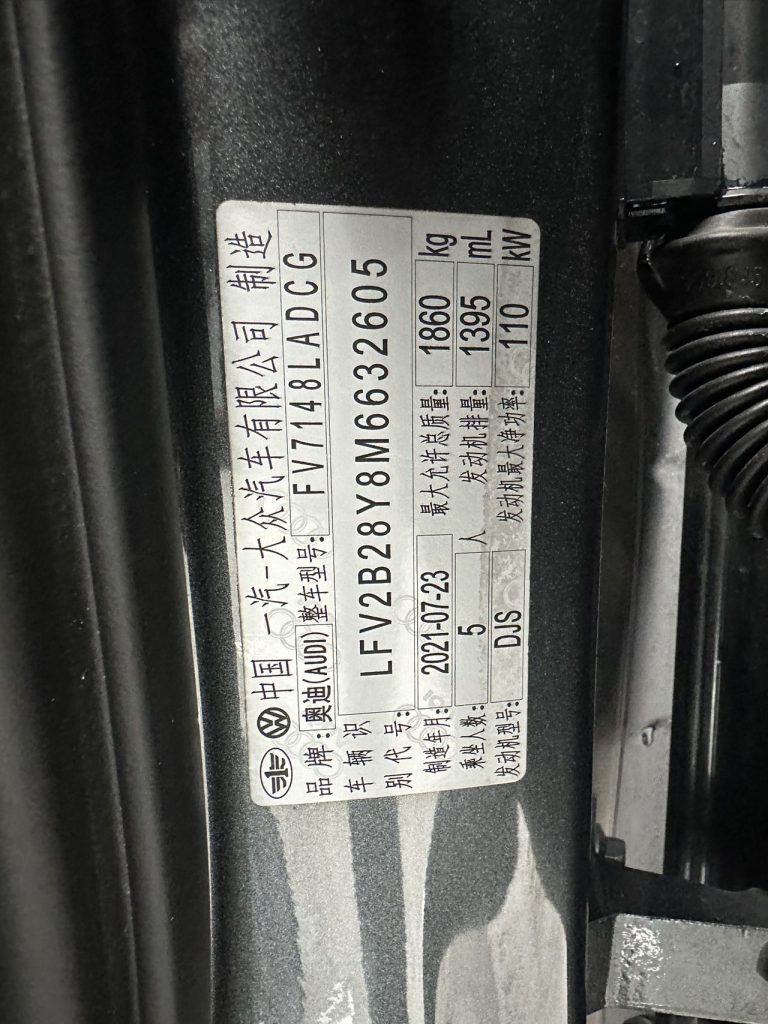 中国 一汽-大众汽车有限公司 制造
品牌:奥迪(AUDI) 整车型号: FV7148LADCG
车辆识别代号: LFV2B28Y8M6632605
制造年月: 2021-07-23 最大允许总质量: 1860 kg
乘坐人数: 5 人 发动机排量: 1395 mL
发动机型号: DJS 发动机最大净功率: 110 kW